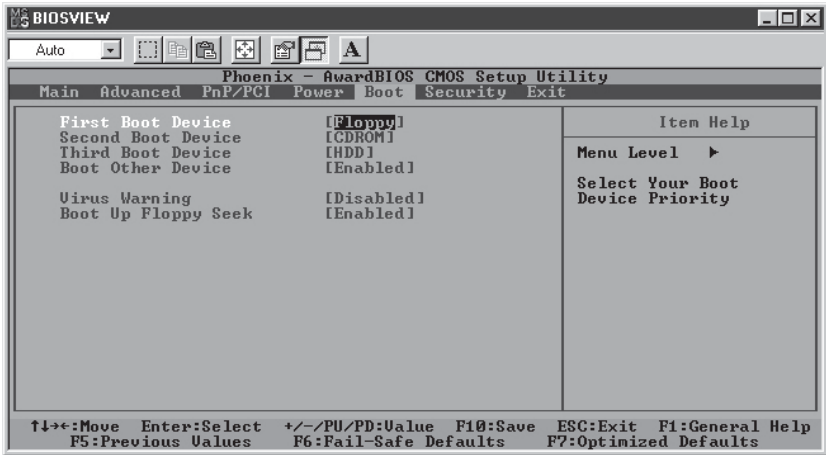 BIOSVIEW
Auto
A
Phoenix - AwardBIOS CMOS Setup Utility
Main Advanced PnP/PCI Power Boot Security Exit
First Boot Device [Floppy]
Second Boot Device [CDROM]
Third Boot Device [HDD]
Boot Other Device [Enabled]
Virus Warning [Disabled]
Boot Up Floppy Seek [Enabled]
Item Help
Menu Level ▶
Select Your Boot
Device Priority
↑↓→←:Move Enter:Select +/-/PU/PD:Value F10:Save ESC:Exit F1:General Help
F5:Previous Values F6:Fail-Safe Defaults F7:Optimized Defaults